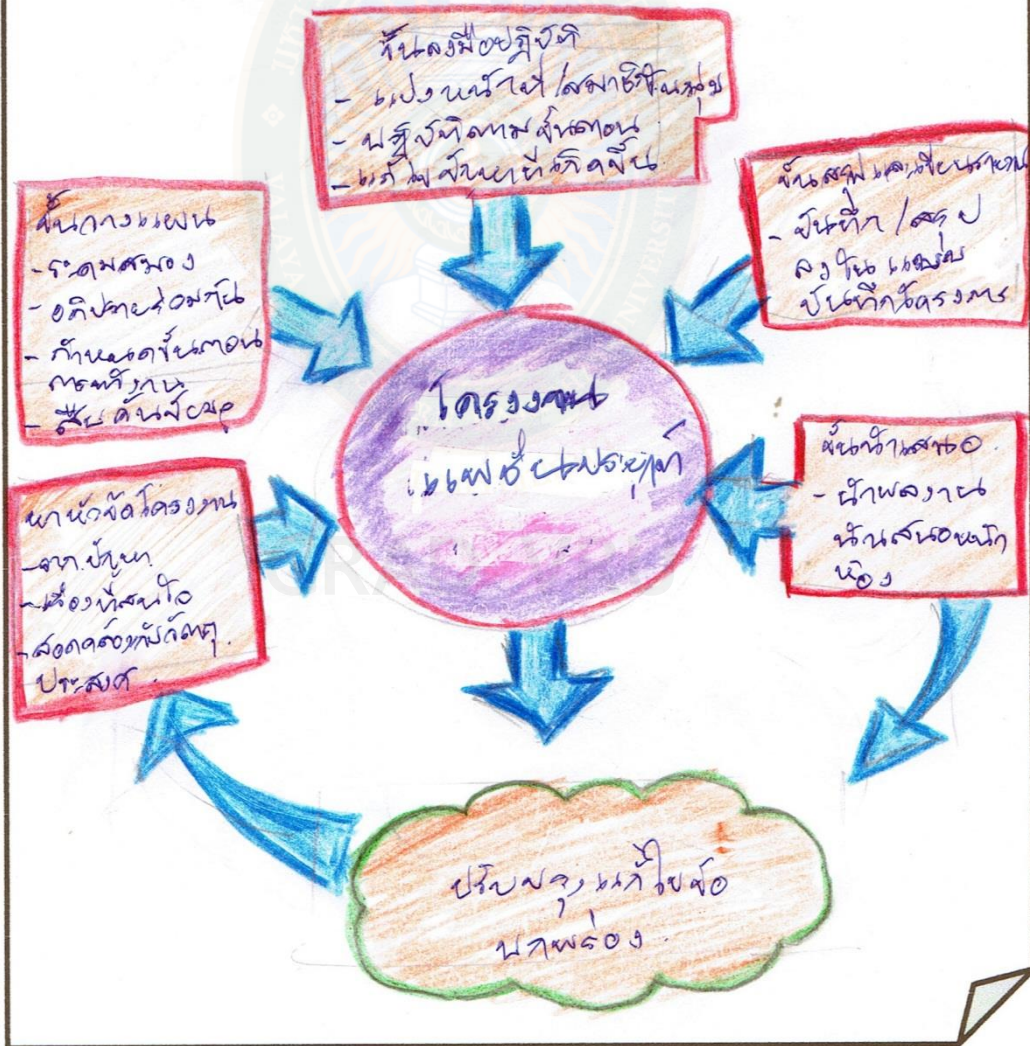 ขั้นลงมือปฏิบัติ
- แบ่งหน้าที่/สมาชิกในกลุ่ม
- ปฏิบัติตามขั้นตอน
- แก้ไขปัญหาที่เกิดขึ้น
ขั้นวางแผน
- ระดมสมอง
- อภิปรายร่วมกัน
- กำหนดขั้นตอน
การทำงาน
- สืบค้นข้อมูล
ขั้นสรุปและเขียนรายงาน
- บันทึก/สรุป
ลงในแบบ
บันทึกโครงการ
โครงงาน
แฟชั่นประยุกต์
ขั้นนำเสนอ
- นำผลงาน
นำเสนอหน้า
ห้อง
หาหัวข้อโครงงาน
- จากปัญหา
- เรื่องที่สนใจ
- สอดคล้องกับวัตถุ
ประสงค์
ปรับปรุงแก้ไขข้อ
บกพร่อง